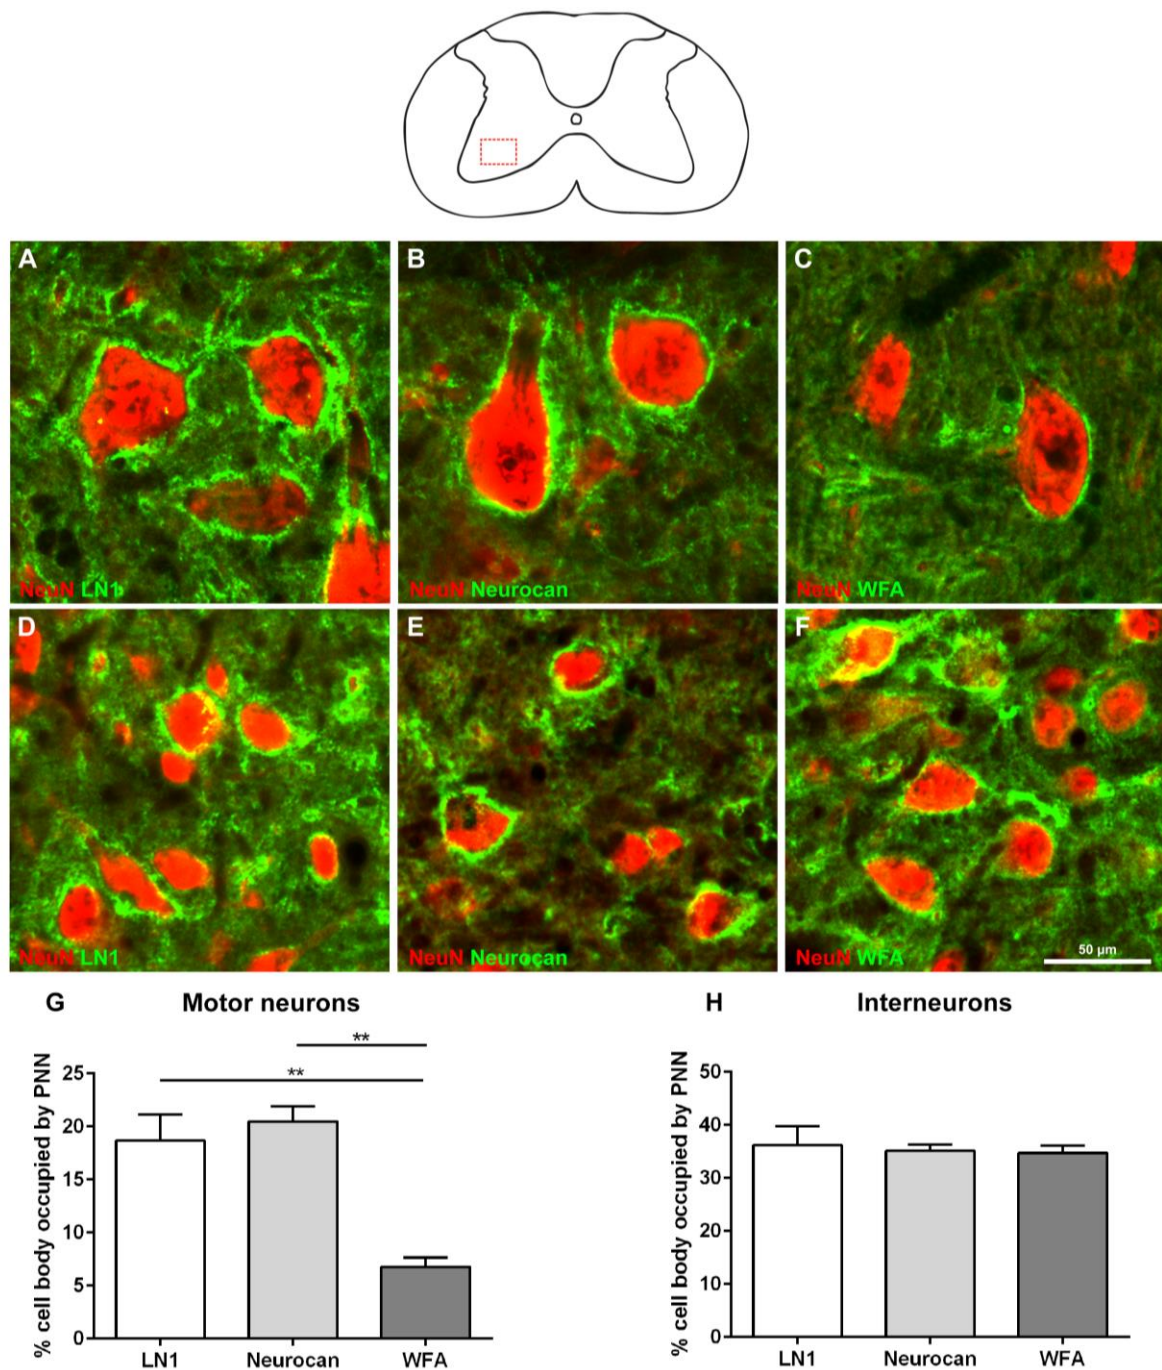 A
B
C
NeuN LN1
NeuN Neurocan
NeuN WFA
D
E
F
NeuN LN1
NeuN Neurocan
NeuN WFA
50 µm
G
Motor neurons
% cell body occupied by PNN
25
20
15
10
5
0
**
**
LN1
Neurocan
WFA
H
Interneurons
% cell body occupied by PNN
50
40
30
20
10
0
LN1
Neurocan
WFA